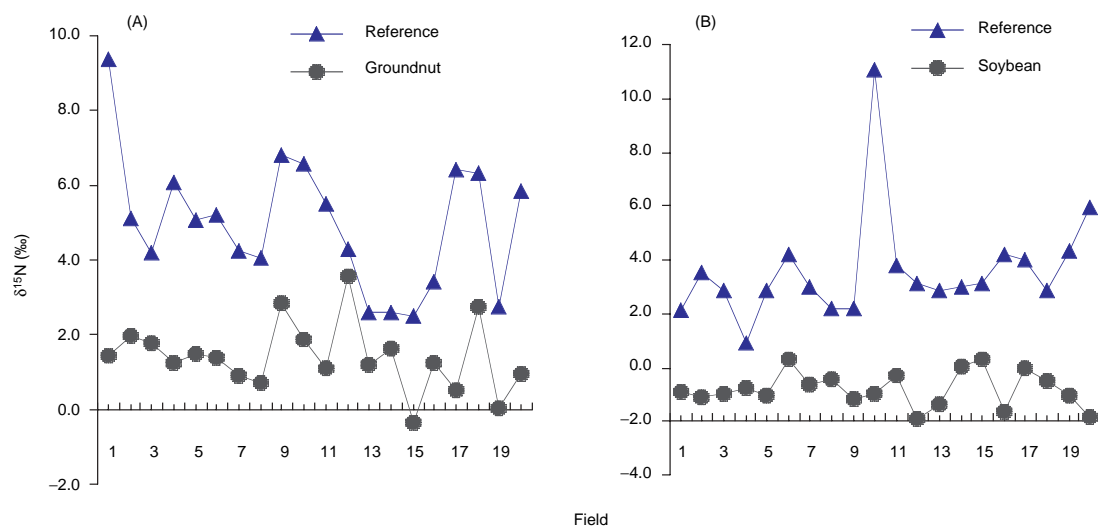 (A)
Reference
Groundnut
10.0
8.0
6.0
4.0
2.0
0.0
−2.0
δ¹⁵N (‰)
1 3 5 7 9 11 13 15 17 19
(B)
Reference
Soybean
12.0
11.0
8.0
6.0
4.0
2.0
0.0
−2.0
−4.0
1 3 5 7 9 11 13 15 17 19
Field